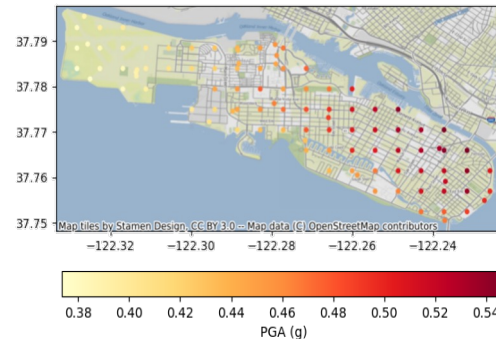 37.79
37.78
37.77
37.76
37.75
Map tiles by Stamen Design, CC BY 3.0 -- Map data (C) OpenStreetMap contributors
−122.32 −122.30 −122.28 −122.26 −122.24
0.38 0.40 0.42 0.44 0.46 0.48 0.50 0.52 0.54
PGA (g)